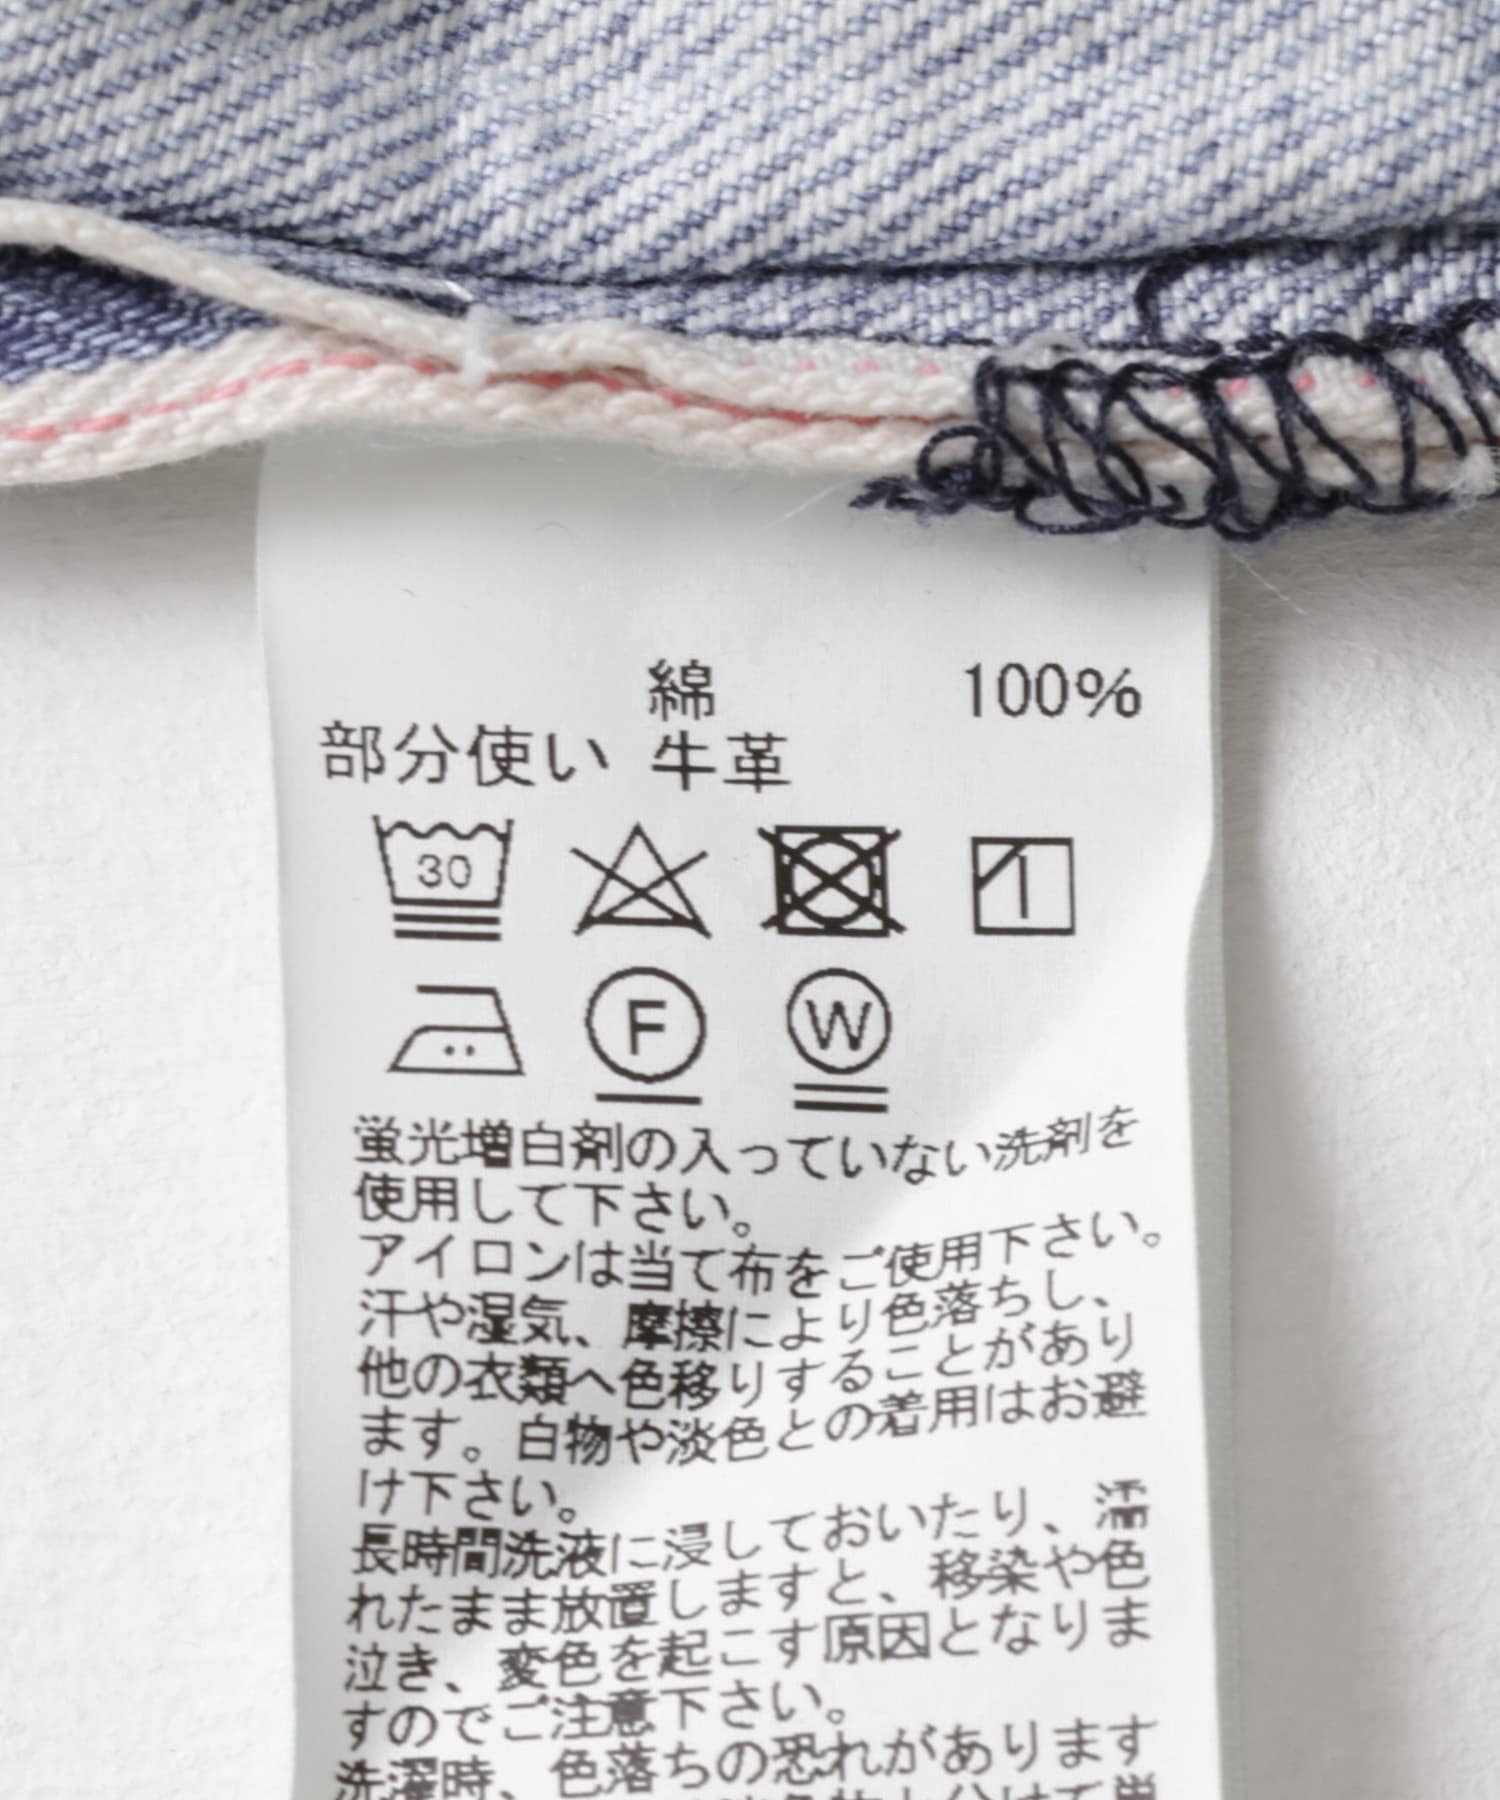 綿 100%
部分使い 牛革
30
F W
蛍光増白剤の入っていない洗剤を
使用して下さい。
アイロンは当て布をご使用下さい。
汗や湿気、摩擦により色落ちし、
他の衣類へ色移りすることがあり
ます。白物や淡色との着用はお避
け下さい。
長時間洗液に浸しておいたり、濡
れたまま放置しますと、移染や色
泣き、変色を起こす原因となりま
すのでご注意下さい。
洗濯時、色落ちの恐れがあります